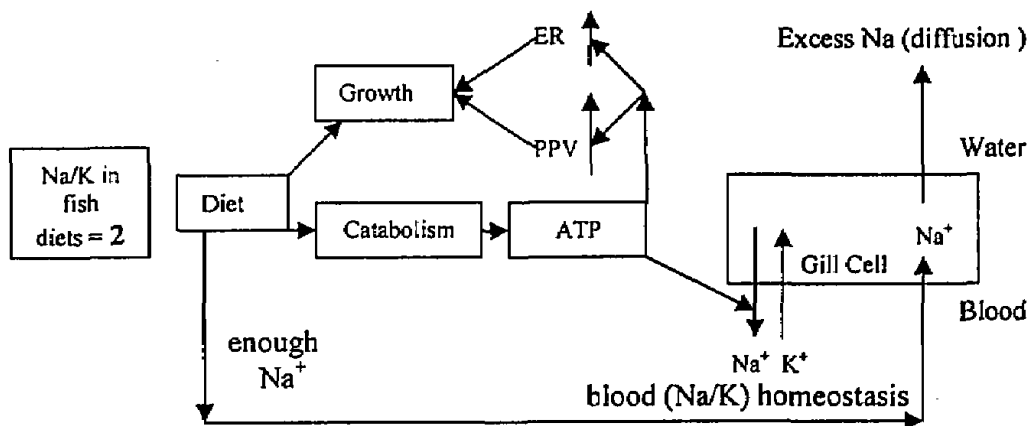 ER
Excess Na (diffusion )
Growth
PPV
Water
Na/K in
fish
diets = 2
Diet
Catabolism
ATP
Na⁺
Gill Cell
Blood
enough
Na⁺
Na⁺ K⁺
blood (Na/K) homeostasis